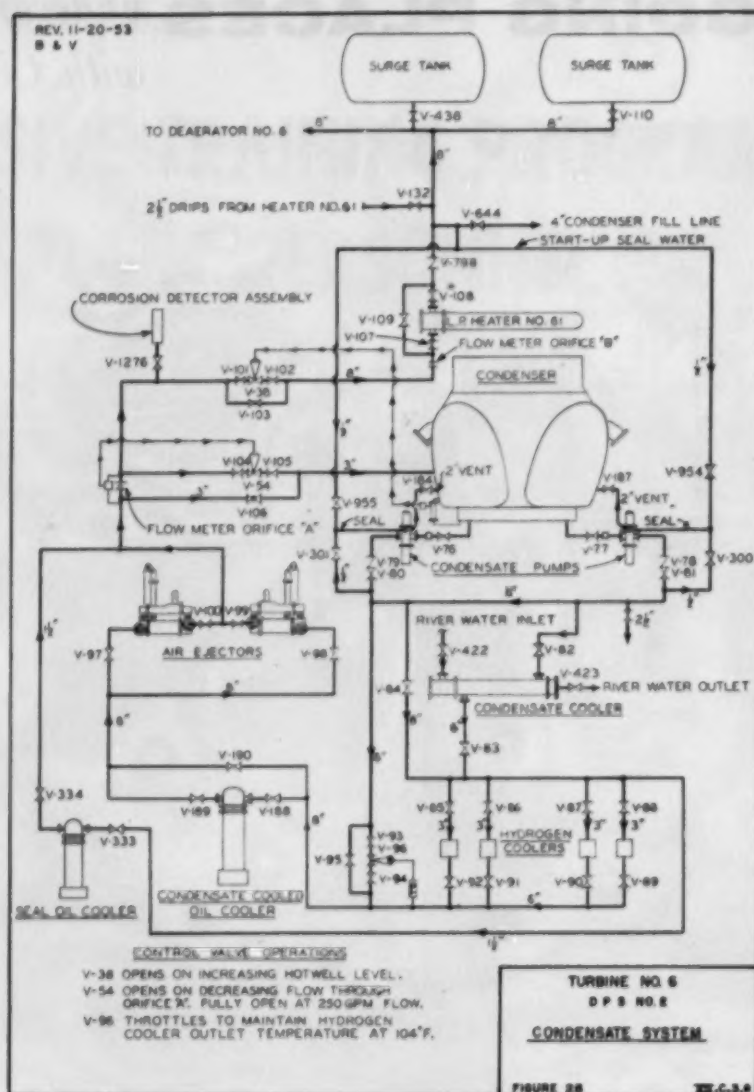 REV. 11-20-53
B & V
SURGE TANK
SURGE TANK
V-438
V-110
TO DEAERATOR NO. 6
8"
8"
8"
V-132
2½" DRIPS FROM HEATER NO. 61
V-644
4" CONDENSER FILL LINE
START-UP SEAL WATER
V-798
V-108
CORROSION DETECTOR ASSEMBLY
V-109
L.P. HEATER NO. 61
V-107
FLOW METER ORIFICE "B"
V-1276
V-101
V-102
8"
V-38
V-103
CONDENSER
V-104
V-105
3"
V-54
3"
V-106
V-184
2" VENT
V-187
2" VENT
V-954
FLOW METER ORIFICE "A"
V-955
SEAL
SEAL
V-301
V-76
V-77
V-300
V-79
V-80
CONDENSATE PUMPS
V-78
V-81
1½"
V-100
V-99
RIVER WATER INLET
2½"
V-97
AIR EJECTORS
V-98
V-422
V-82
V-423
RIVER WATER OUTLET
V-84
CONDENSATE COOLER
6"
V-83
V-190
V-334
V-189
V-188
V-85
V-86
V-87
V-88
3"
3"
3"
3"
HYDROGEN
COOLERS
V-93
V-96
V-95
V-94
V-333
V-92
V-91
V-90
V-89
6"
SEAL OIL COOLER
CONDENSATE COOLED
OIL COOLER
1½"
CONTROL VALVE OPERATIONS
V-38 OPENS ON INCREASING HOTWELL LEVEL.
V-54 OPENS ON DECREASING FLOW THROUGH
ORIFICE "A". FULLY OPEN AT 250 GPM FLOW.
V-96 THROTTLES TO MAINTAIN HYDROGEN
COOLER OUTLET TEMPERATURE AT 104°F.
TURBINE NO. 6
D P S NO. 2
CONDENSATE SYSTEM
FIGURE 28